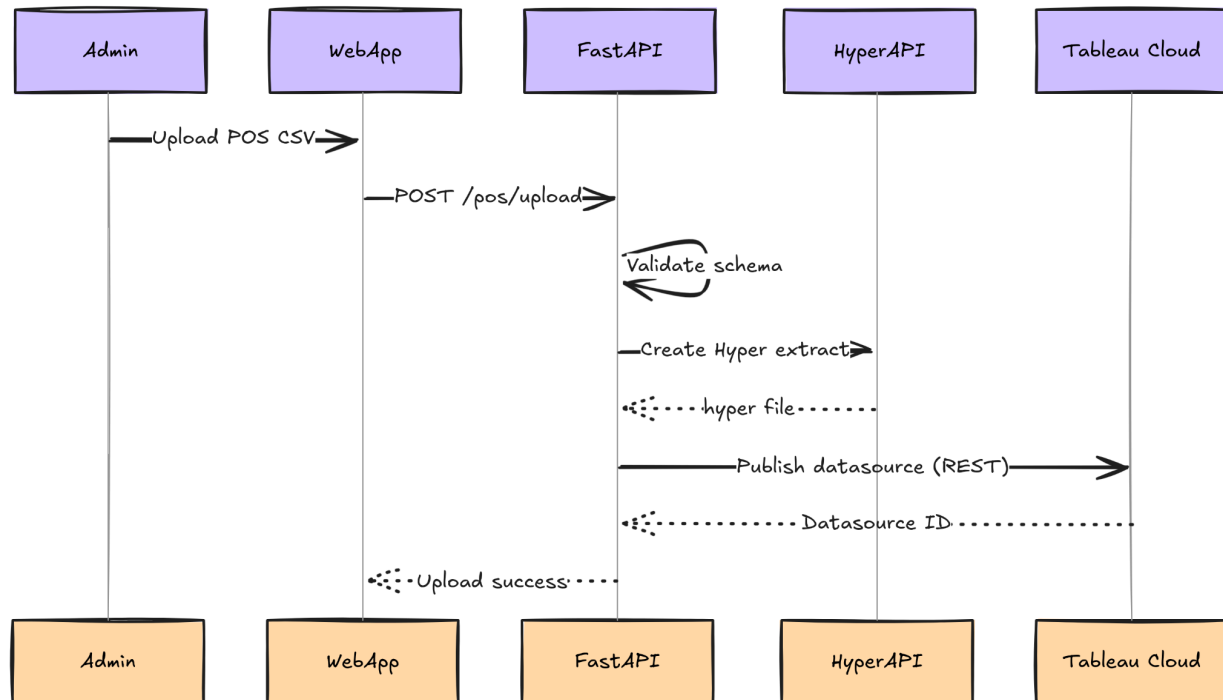 Admin
WebApp
FastAPI
HyperAPI
Tableau Cloud
Upload POS CSV
POST /pos/upload
Validate schema
Create Hyper extract
hyper file
Publish datasource (REST)
Datasource ID
Upload success
Admin
WebApp
FastAPI
HyperAPI
Tableau Cloud